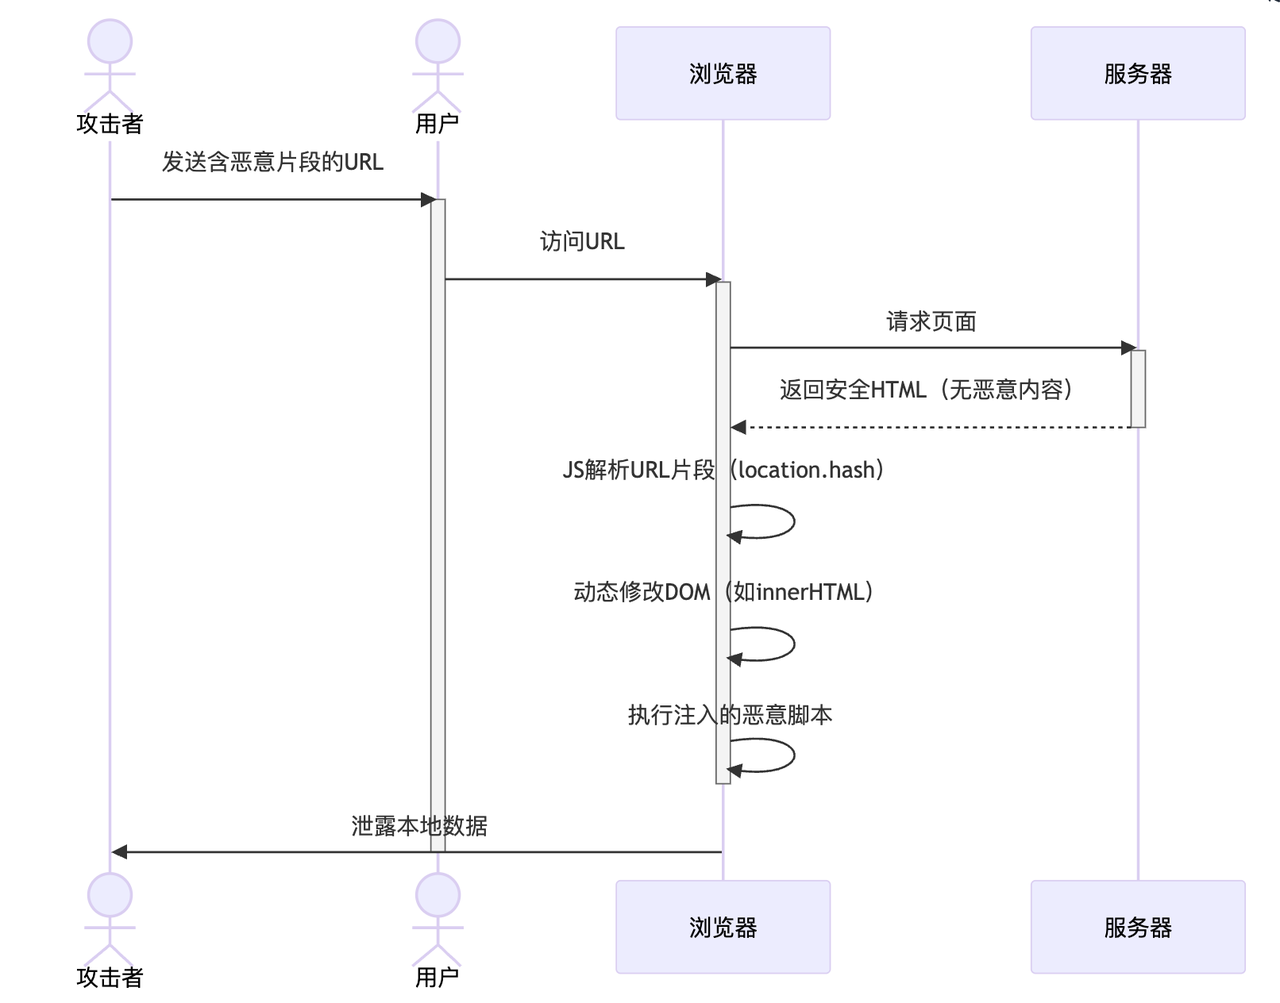 攻击者
用户
浏览器
服务器
发送含恶意片段的URL
访问URL
请求页面
返回安全HTML（无恶意内容）
JS解析URL片段（location.hash）
动态修改DOM（如innerHTML）
执行注入的恶意脚本
泄露本地数据
攻击者
用户
浏览器
服务器